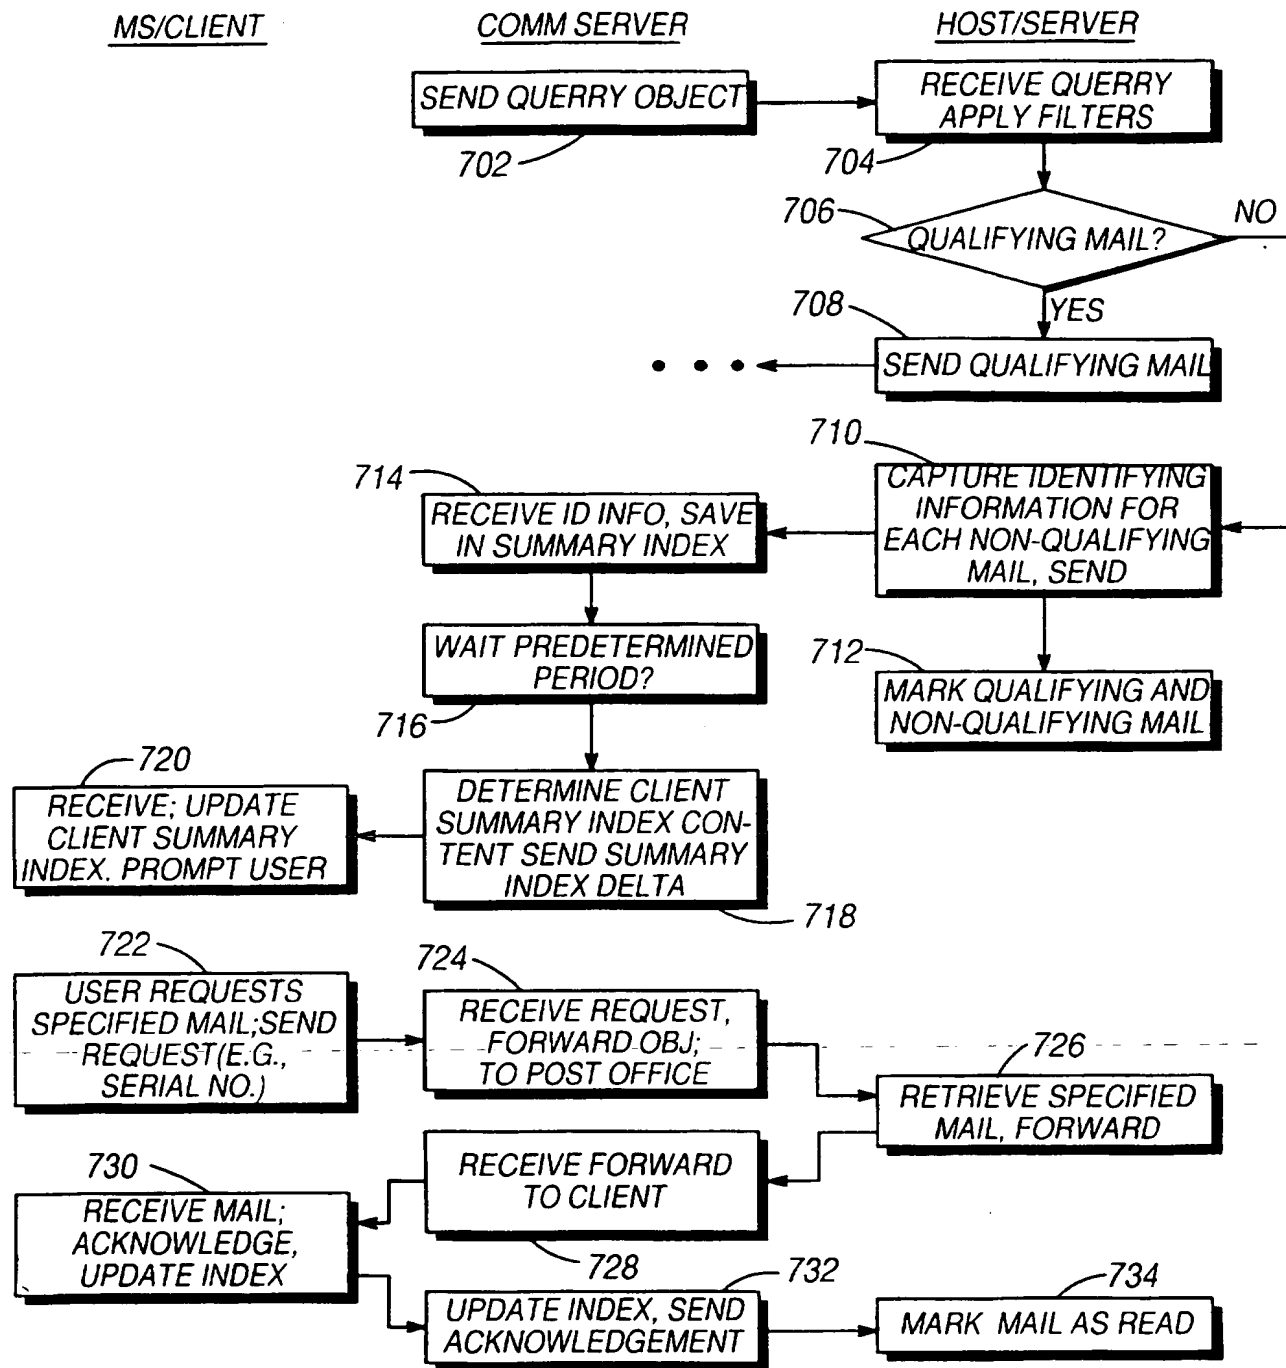 MS/CLIENT
COMM SERVER
HOST/SERVER
SEND QUERRY OBJECT
702
RECEIVE QUERRY
APPLY FILTERS
704
706
QUALIFYING MAIL?
NO
YES
708
SEND QUALIFYING MAIL
710
CAPTURE IDENTIFYING
INFORMATION FOR
EACH NON-QUALIFYING
MAIL, SEND
714
RECEIVE ID INFO, SAVE
IN SUMMARY INDEX
712
MARK QUALIFYING AND
NON-QUALIFYING MAIL
WAIT PREDETERMINED
PERIOD?
716
DETERMINE CLIENT
SUMMARY INDEX CON-
TENT SEND SUMMARY
INDEX DELTA
718
720
RECEIVE; UPDATE
CLIENT SUMMARY
INDEX. PROMPT USER
722
USER REQUESTS
SPECIFIED MAIL;SEND
REQUEST(E.G.,
SERIAL NO.)
724
RECEIVE REQUEST,
FORWARD OBJ;
TO POST OFFICE
726
RETRIEVE SPECIFIED
MAIL, FORWARD
RECEIVE FORWARD
TO CLIENT
728
730
RECEIVE MAIL;
ACKNOWLEDGE,
UPDATE INDEX
732
UPDATE INDEX, SEND
ACKNOWLEDGEMENT
734
MARK MAIL AS READ